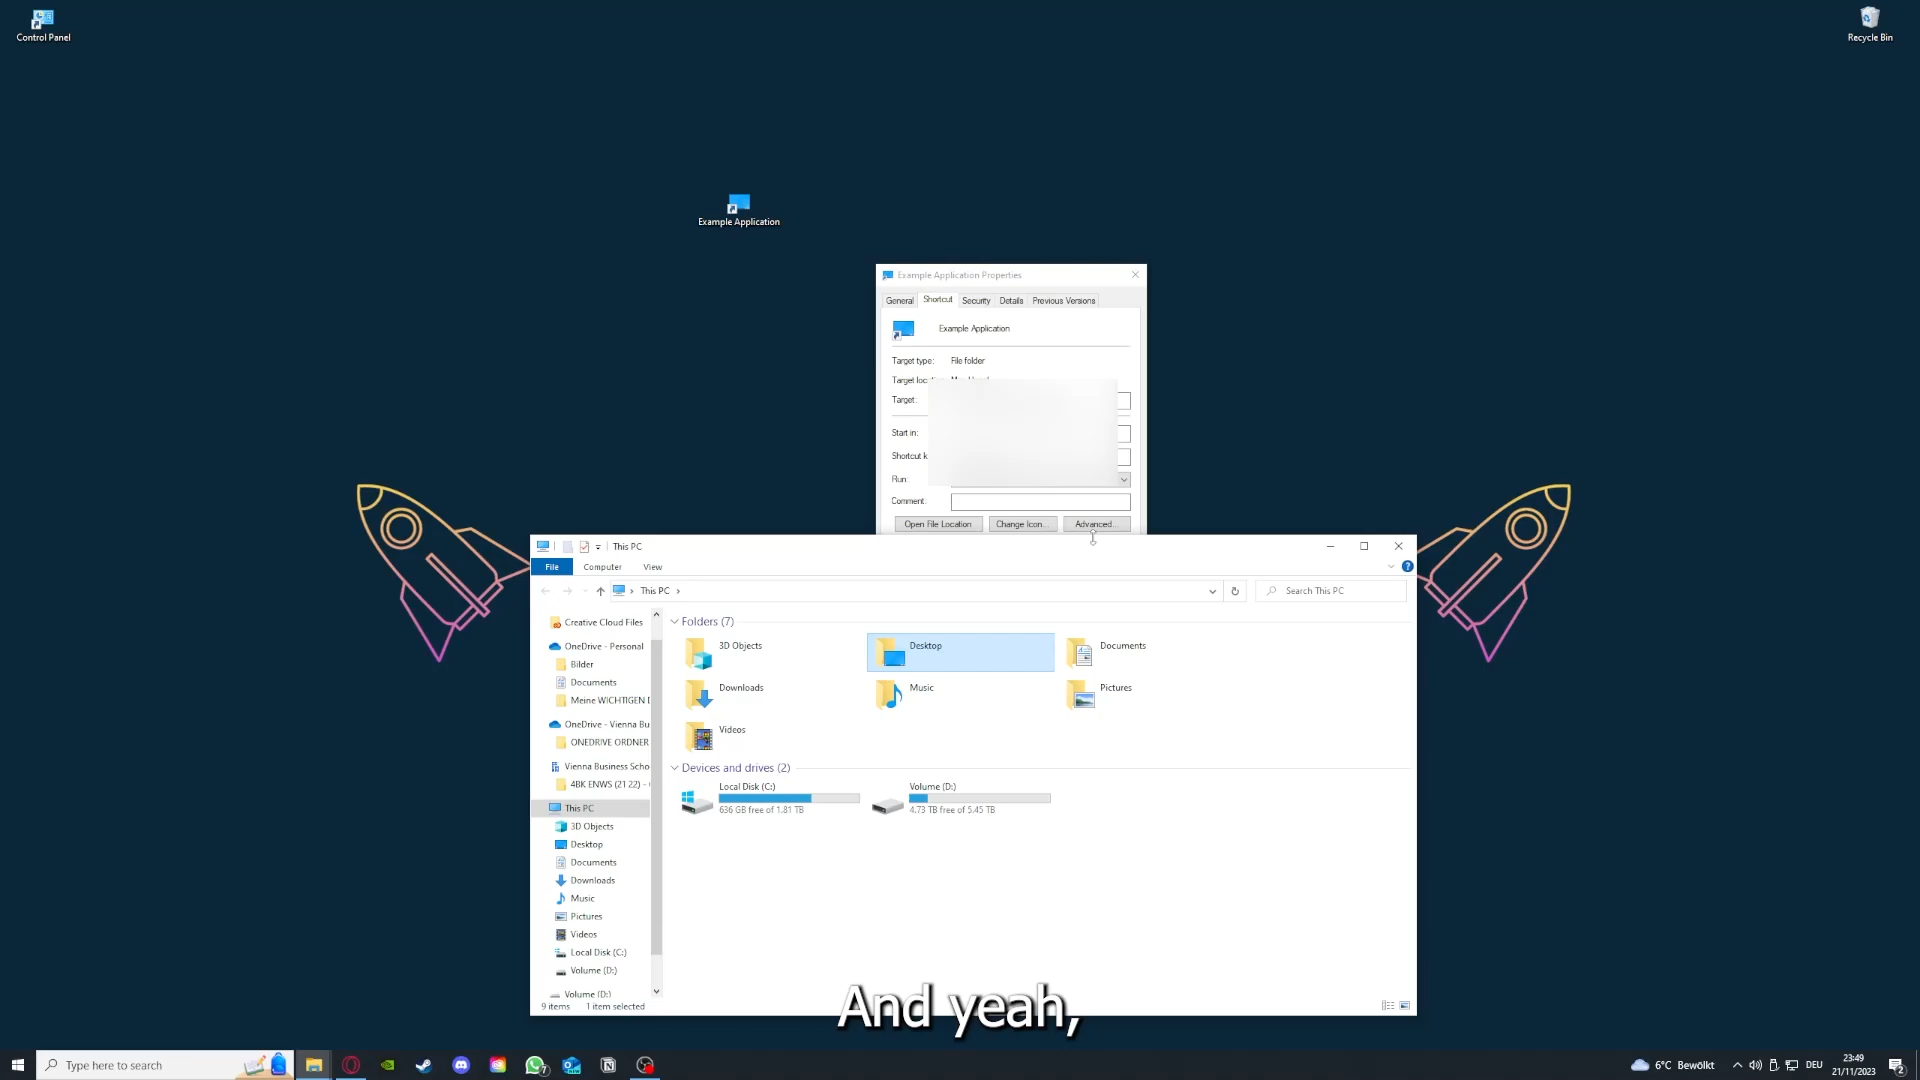 Control Panel
Recycle Bin
Example Application
Example Application Properties
General Shortcut Security Details Previous Versions
Example Application
Target type: File folder
Target
Target:
Start in:
Shortcut
Run:
Comment:
Open File Location Change Icon... Advanced...
This PC
File Computer View
This PC
Search This PC
Creative Cloud Files
OneDrive - Personal
Bilder
Documents
Meine WICHTIGEN
OneDrive - Vienna Bu
ONEDRIVE ORDNER
Vienna Business Scho
4BK ENWS (21 22) -
This PC
3D Objects
Desktop
Documents
Downloads
Music
Pictures
Videos
Local Disk (C:)
Volume (D:)
Volume (D:)
Folders (7)
3D Objects
Desktop
Documents
Downloads
Music
Pictures
Videos
Devices and drives (2)
Local Disk (C:)
636 GB free of 1.81 TB
Volume (D:)
4.73 TB free of 5.45 TB
9 items 1 item selected
And yeah,
Type here to search
7
6°C Bewölkt
DEU
23:49
21/11/2023
2